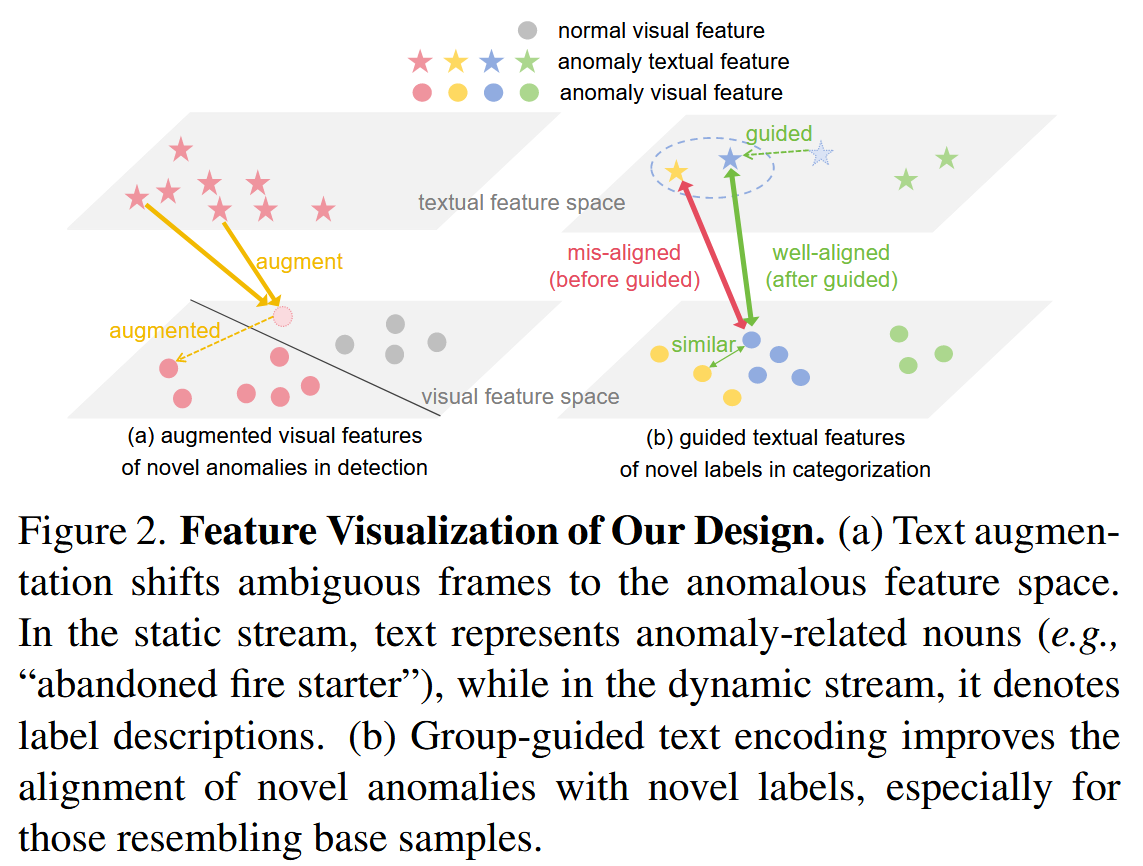 normal visual feature
anomaly textual feature
anomaly visual feature
guided
textual feature space
augment
mis-aligned
(before guided)
well-aligned
(after guided)
augmented
similar
visual feature space
(a) augmented visual features
of novel anomalies in detection
(b) guided textual features
of novel labels in categorization
Figure 2. Feature Visualization of Our Design. (a) Text augmen-
tation shifts ambiguous frames to the anomalous feature space.
In the static stream, text represents anomaly-related nouns (e.g.,
“abandoned fire starter”), while in the dynamic stream, it denotes
label descriptions. (b) Group-guided text encoding improves the
alignment of novel anomalies with novel labels, especially for
those resembling base samples.